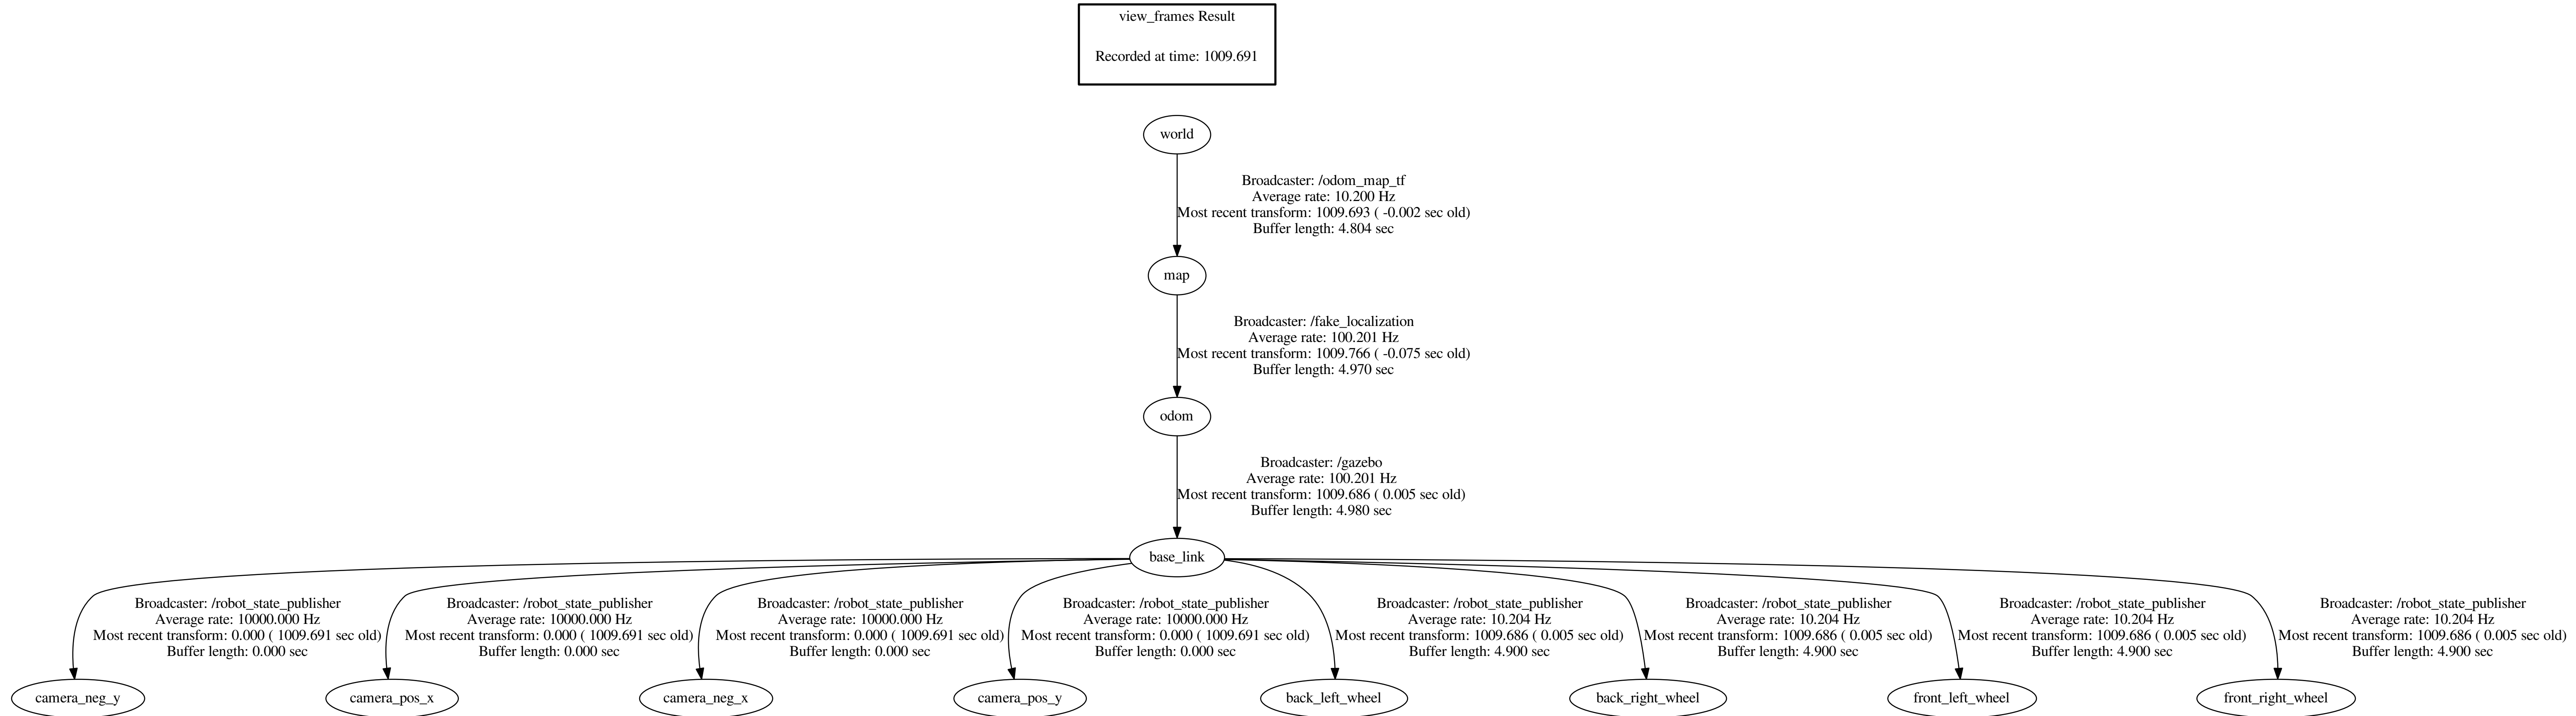 view_frames Result
Recorded at time: 1009.691
world
Broadcaster: /odom_map_tf
Average rate: 10.200 Hz
Most recent transform: 1009.693 ( -0.002 sec old)
Buffer length: 4.804 sec
map
Broadcaster: /fake_localization
Average rate: 100.201 Hz
Most recent transform: 1009.766 ( -0.075 sec old)
Buffer length: 4.970 sec
odom
Broadcaster: /gazebo
Average rate: 100.201 Hz
Most recent transform: 1009.686 ( 0.005 sec old)
Buffer length: 4.980 sec
base_link
Broadcaster: /robot_state_publisher
Average rate: 10000.000 Hz
Most recent transform: 0.000 ( 1009.691 sec old)
Buffer length: 0.000 sec
Broadcaster: /robot_state_publisher
Average rate: 10000.000 Hz
Most recent transform: 0.000 ( 1009.691 sec old)
Buffer length: 0.000 sec
Broadcaster: /robot_state_publisher
Average rate: 10000.000 Hz
Most recent transform: 0.000 ( 1009.691 sec old)
Buffer length: 0.000 sec
Broadcaster: /robot_state_publisher
Average rate: 10000.000 Hz
Most recent transform: 0.000 ( 1009.691 sec old)
Buffer length: 0.000 sec
Broadcaster: /robot_state_publisher
Average rate: 10.204 Hz
Most recent transform: 1009.686 ( 0.005 sec old)
Buffer length: 4.900 sec
Broadcaster: /robot_state_publisher
Average rate: 10.204 Hz
Most recent transform: 1009.686 ( 0.005 sec old)
Buffer length: 4.900 sec
Broadcaster: /robot_state_publisher
Average rate: 10.204 Hz
Most recent transform: 1009.686 ( 0.005 sec old)
Buffer length: 4.900 sec
Broadcaster: /robot_state_publisher
Average rate: 10.204 Hz
Most recent transform: 1009.686 ( 0.005 sec old)
Buffer length: 4.900 sec
camera_neg_y
camera_pos_x
camera_neg_x
camera_pos_y
back_left_wheel
back_right_wheel
front_left_wheel
front_right_wheel